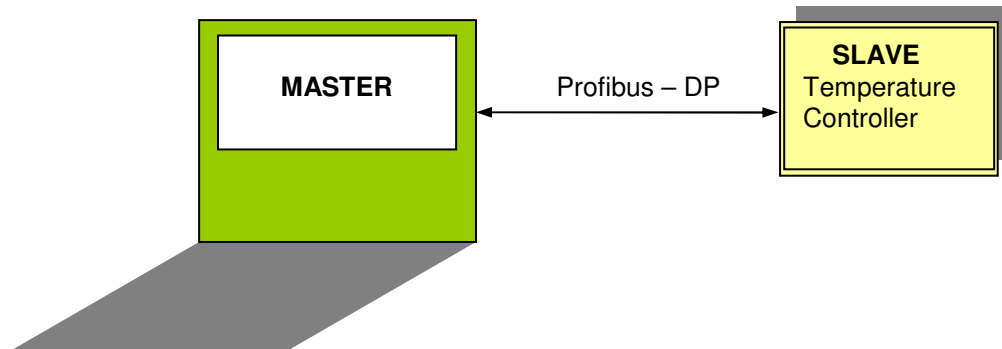 MASTER
Profibus – DP
SLAVE
Temperature
Controller